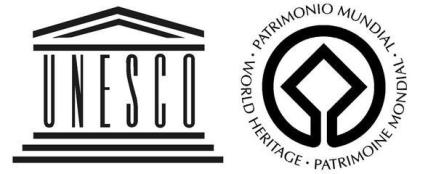 UNESCO
PATRIMONIO MUNDIAL · WORLD HERITAGE · PATRIMOINE MONDIAL ·